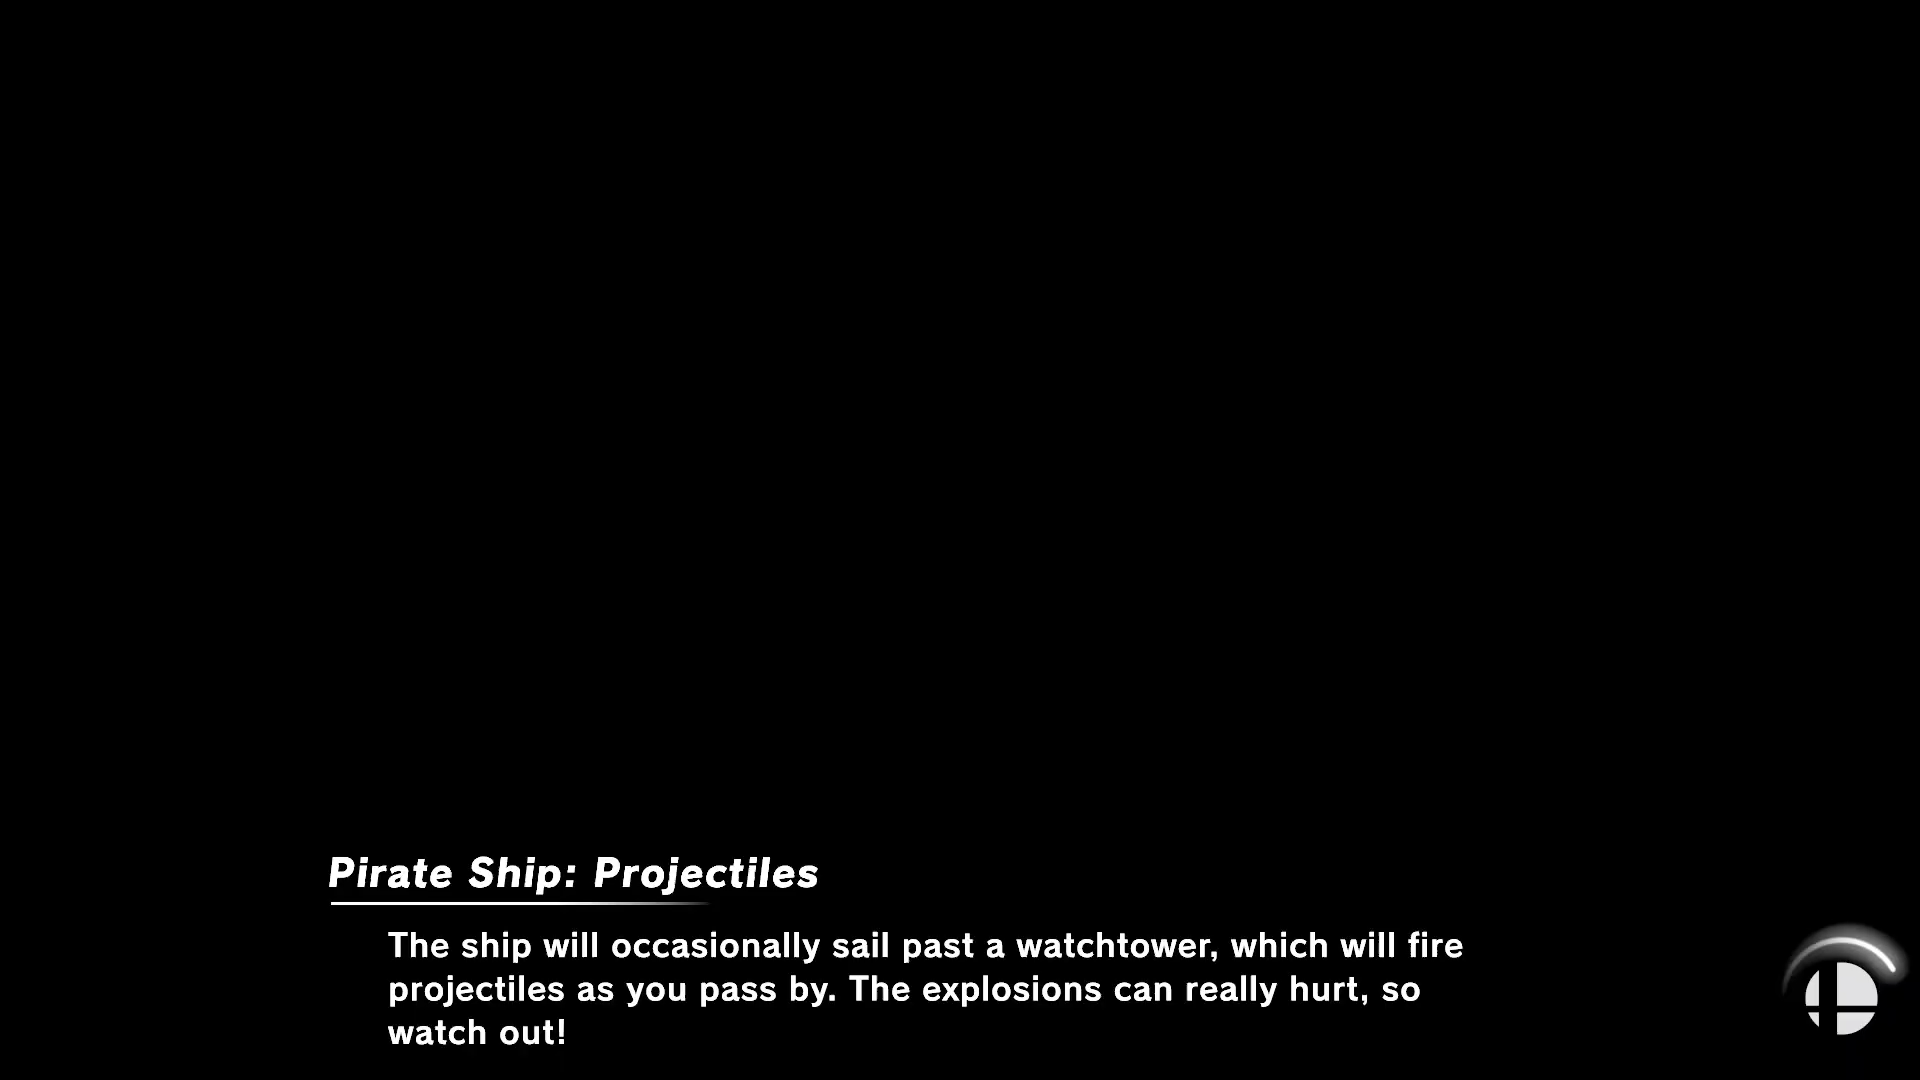 Pirate Ship: Projectiles
The ship will occasionally sail past a watchtower, which will fire
projectiles as you pass by. The explosions can really hurt, so
watch out!